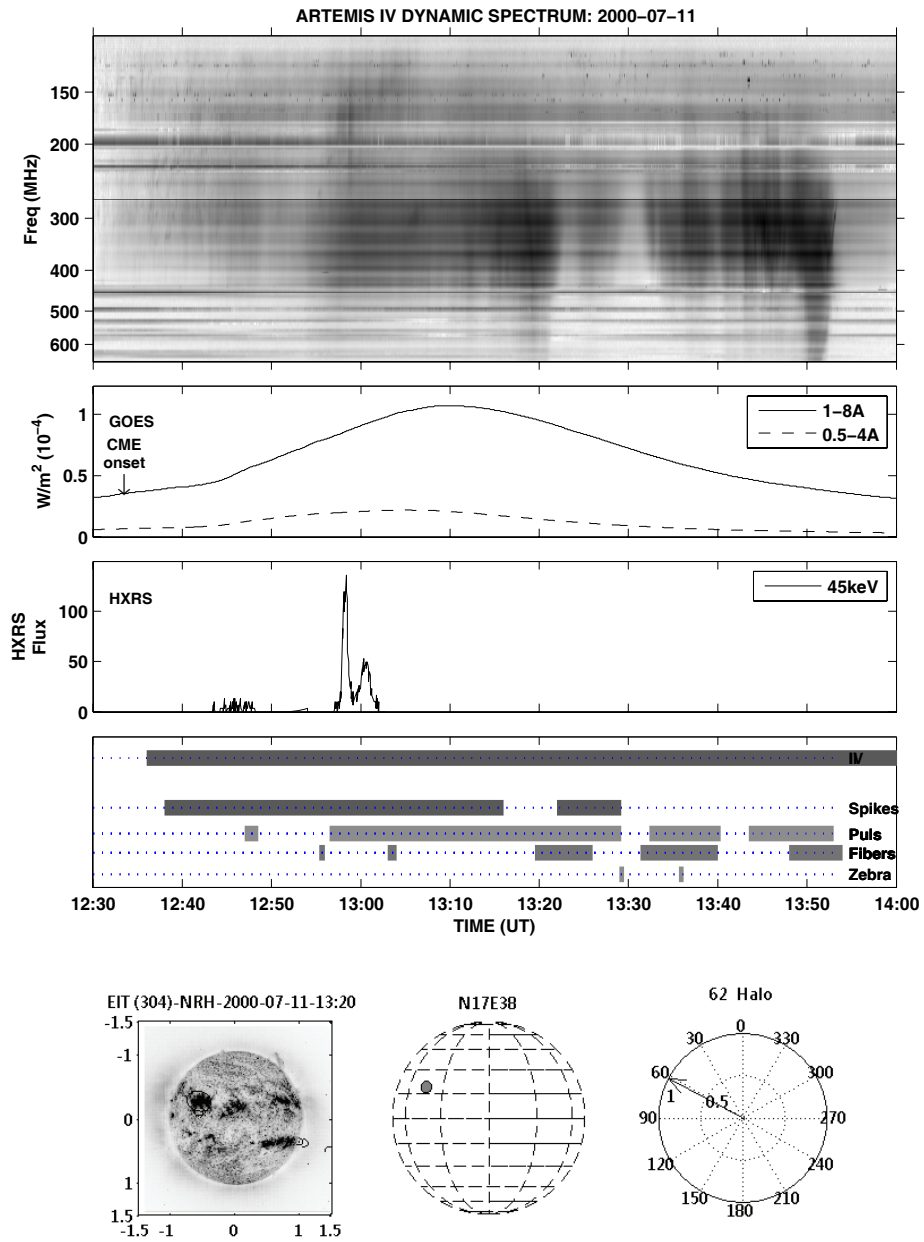 ARTEMIS IV DYNAMIC SPECTRUM: 2000−07−11
Freq (MHz)
150
200
300
400
500
600
W/m² (10⁻⁴)
1
0.5
0
GOES
CME
onset
1−8A
0.5−4A
HXRS
Flux
100
50
0
HXRS
45keV
IV
Spikes
Puls
Fibers
Zebra
12:30 12:40 12:50 13:00 13:10 13:20 13:30 13:40 13:50 14:00
TIME (UT)
EIT (304)-NRH-2000-07-11-13:20
-1.5
-1
0
1
1.5
-1.5 -1 0 1 1.5
N17E38
62 Halo
0
30 330
60 300
1 0.5
90 270
120 240
150 210
180